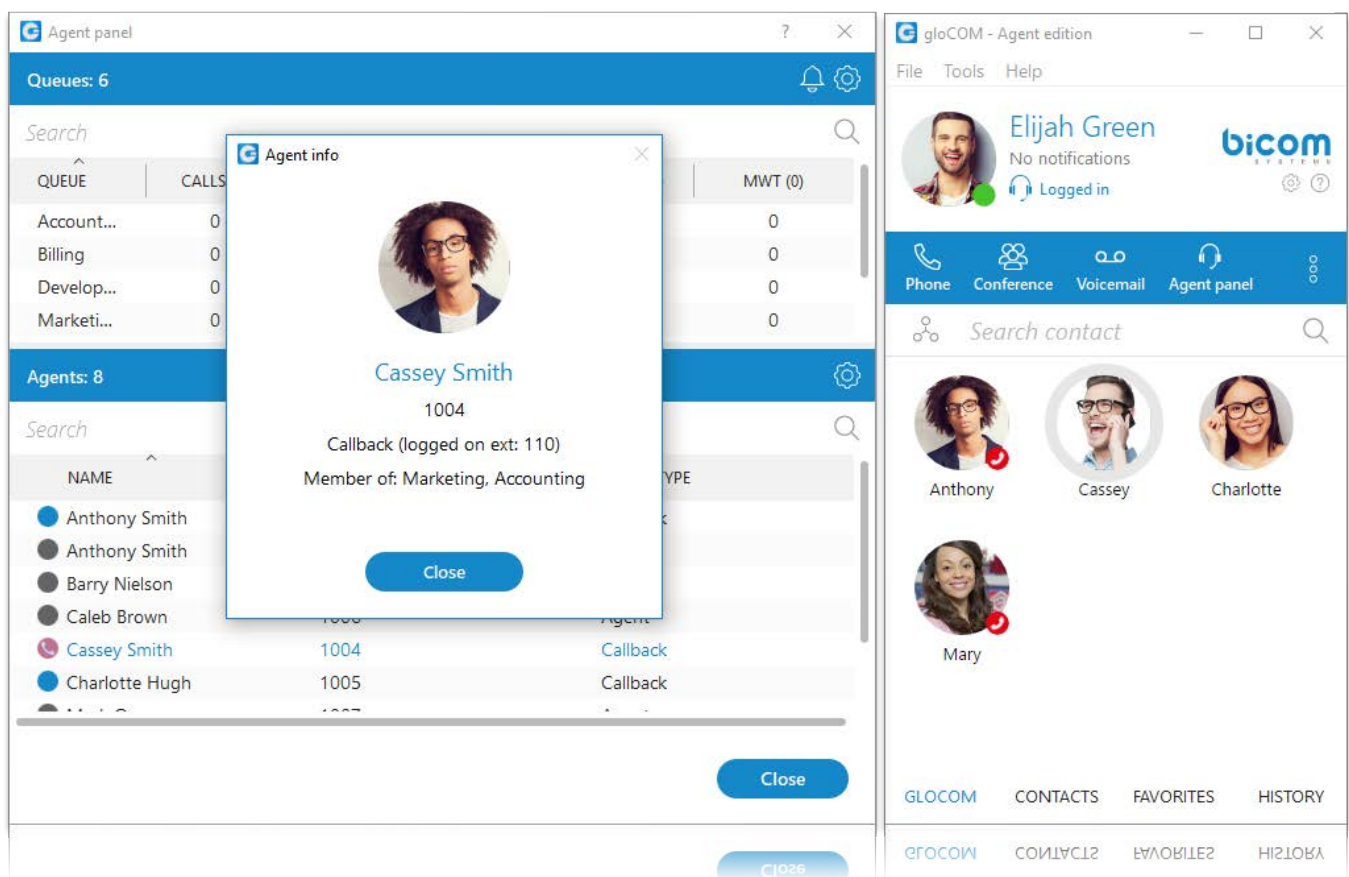 Agent panel
?
Queues: 6
Search
QUEUE CALLS MWT (0)
Account... 0 0
Billing 0 0
Develop... 0 0
Marketi... 0 0
Agents: 8
Search
NAME YPE
Anthony Smith
Anthony Smith
Barry Nielson
Caleb Brown
Cassey Smith 1004 Callback
Charlotte Hugh 1005 Callback
Close
Agent info
Cassey Smith
1004
Callback (logged on ext: 110)
Member of: Marketing, Accounting
Close
gloCOM - Agent edition
File Tools Help
Elijah Green
No notifications
Logged in
bicom
SYSTEMS
?
Phone Conference Voicemail Agent panel
Search contact
Anthony Cassey Charlotte
Mary
GLOCOM CONTACTS FAVORITES HISTORY